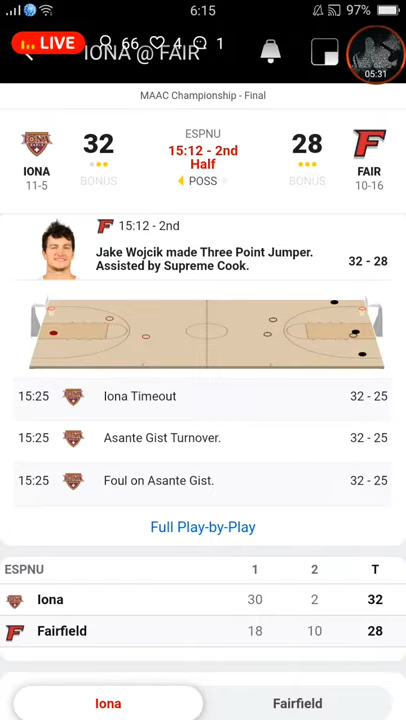 6:15
97%
LIVE
66 4 1
IONA @ FAIR
05:31
MAAC Championship - Final
IONA
11-5
32
BONUS
ESPNU
15:12 - 2nd
Half
POSS
28
BONUS
FAIR
10-16
15:12 - 2nd
Jake Wojcik made Three Point Jumper.
Assisted by Supreme Cook.
32 - 28
15:25 Iona Timeout 32 - 25
15:25 Asante Gist Turnover. 32 - 25
15:25 Foul on Asante Gist. 32 - 25
Full Play-by-Play
ESPNU 1 2 T
Iona 30 2 32
Fairfield 18 10 28
Iona Fairfield